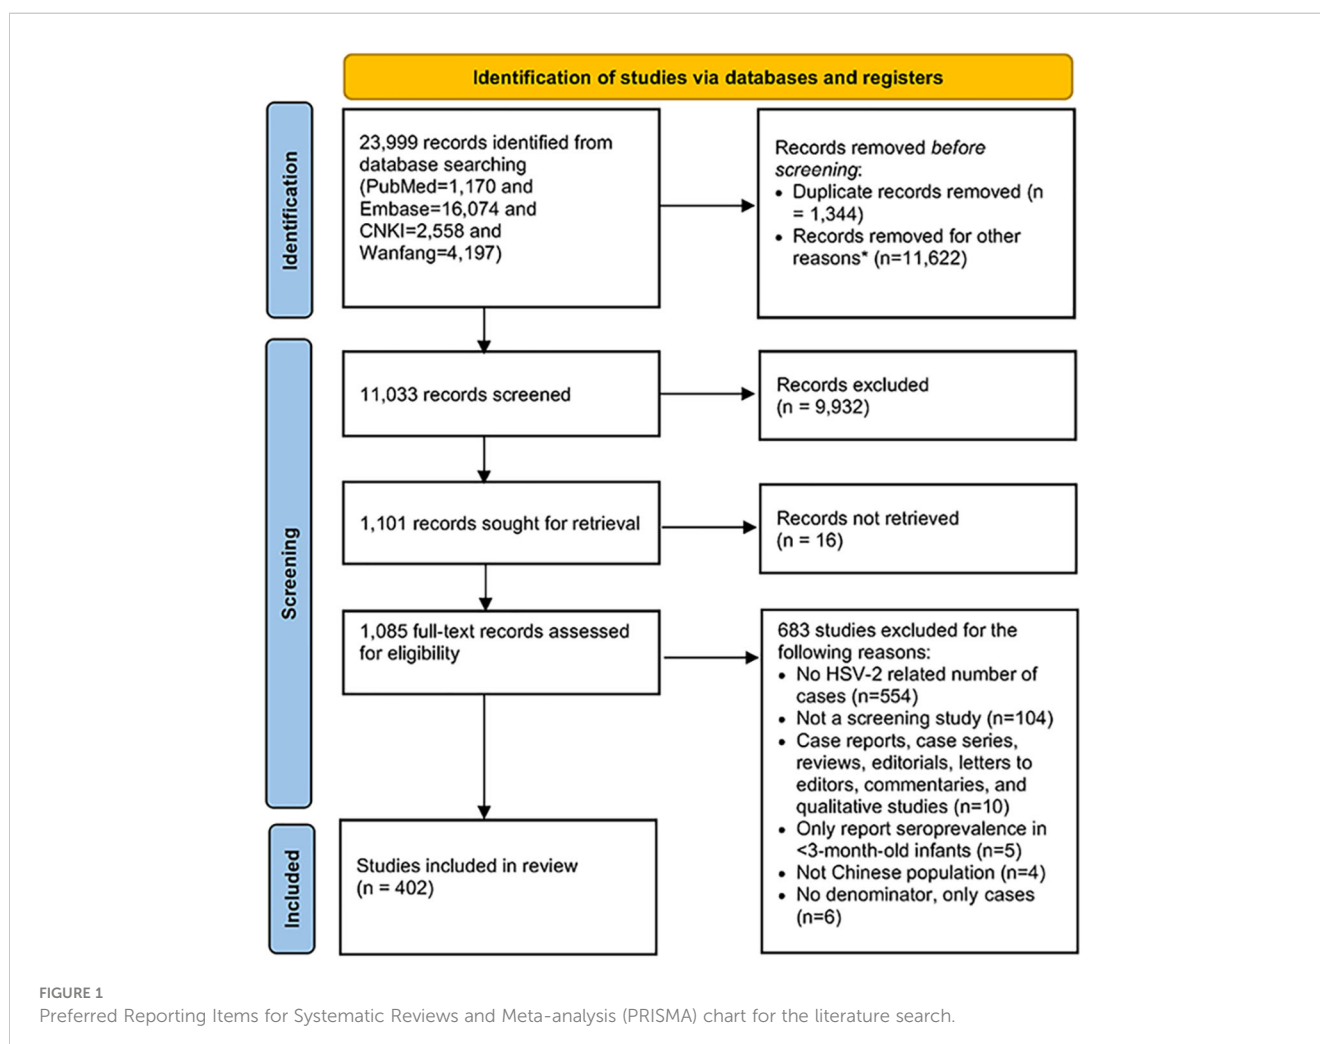 Identification of studies via databases and registers
Identification
23,999 records identified from
database searching
(PubMed=1,170 and
Embase=16,074 and
CNKI=2,558 and
Wanfang=4,197)
Records removed before
screening:
• Duplicate records removed (n
= 1,344)
• Records removed for other
reasons* (n=11,622)
Screening
11,033 records screened
Records excluded
(n = 9,932)
1,101 records sought for retrieval
Records not retrieved
(n = 16)
1,085 full-text records assessed
for eligibility
683 studies excluded for the
following reasons:
• No HSV-2 related number of
cases (n=554)
• Not a screening study (n=104)
• Case reports, case series,
reviews, editorials, letters to
editors, commentaries, and
qualitative studies (n=10)
• Only report seroprevalence in
<3-month-old infants (n=5)
• Not Chinese population (n=4)
• No denominator, only cases
(n=6)
Included
Studies included in review
(n = 402)
FIGURE 1
Preferred Reporting Items for Systematic Reviews and Meta-analysis (PRISMA) chart for the literature search.